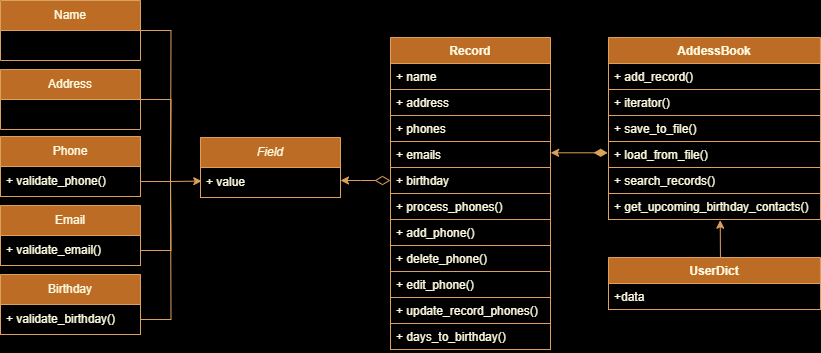 Name
Address
Phone
+ validate_phone()
Email
+ validate_email()
Birthday
+ validate_birthday()
Field
+ value
Record
+ name
+ address
+ phones
+ emails
+ birthday
+ process_phones()
+ add_phone()
+ delete_phone()
+ edit_phone()
+ update_record_phones()
+ days_to_birthday()
AddessBook
+ add_record()
+ iterator()
+ save_to_file()
+ load_from_file()
+ search_records()
+ get_upcoming_birthday_contacts()
UserDict
+data